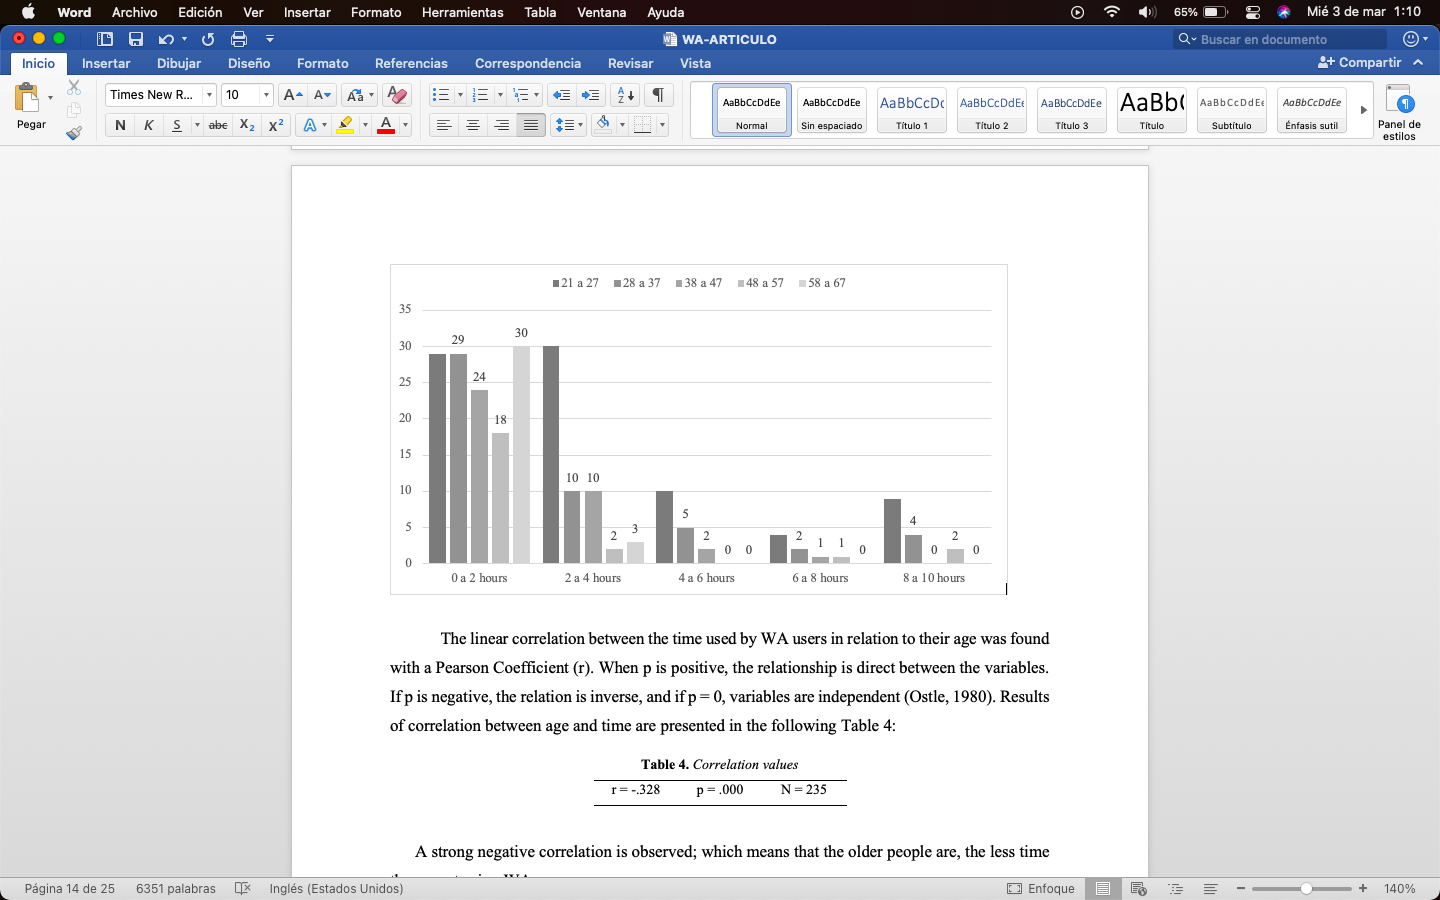 Word Archivo Edición Ver Insertar Formato Herramientas Tabla Ventana Ayuda 65% Mié 3 de mar 1:10
WA-ARTICULO Buscar en documento
Inicio Insertar Dibujar Diseño Formato Referencias Correspondencia Revisar Vista Compartir
Pegar
Times New R... 10
AaBbCcDdEe Normal
AaBbCcDdEe Sin espaciado
AaBbCcDc Título 1
AaBbCcDdEe Título 2
AaBbCcDdEe Título 3
AaBb( Título
AaBbCcDdEe Subtítulo
AaBbCcDdEe Énfasis sutil
Panel de
estilos
N K S abc X₂ X² A A
21 a 27 28 a 37 38 a 47 48 a 57 58 a 67
35
30
25
20
15
10
5
0
29 24 18 30
10 10 2 3
5 2 0 0
2 1 1 0
4 0 2 0
0 a 2 hours 2 a 4 hours 4 a 6 hours 6 a 8 hours 8 a 10 hours
The linear correlation between the time used by WA users in relation to their age was found
with a Pearson Coefficient (r). When p is positive, the relationship is direct between the variables.
If p is negative, the relation is inverse, and if p = 0, variables are independent (Ostle, 1980). Results
of correlation between age and time are presented in the following Table 4:
Table 4. Correlation values
r = -.328 p = .000 N = 235
A strong negative correlation is observed; which means that the older people are, the less time
Página 14 de 25 6351 palabras Inglés (Estados Unidos) Enfoque 140%